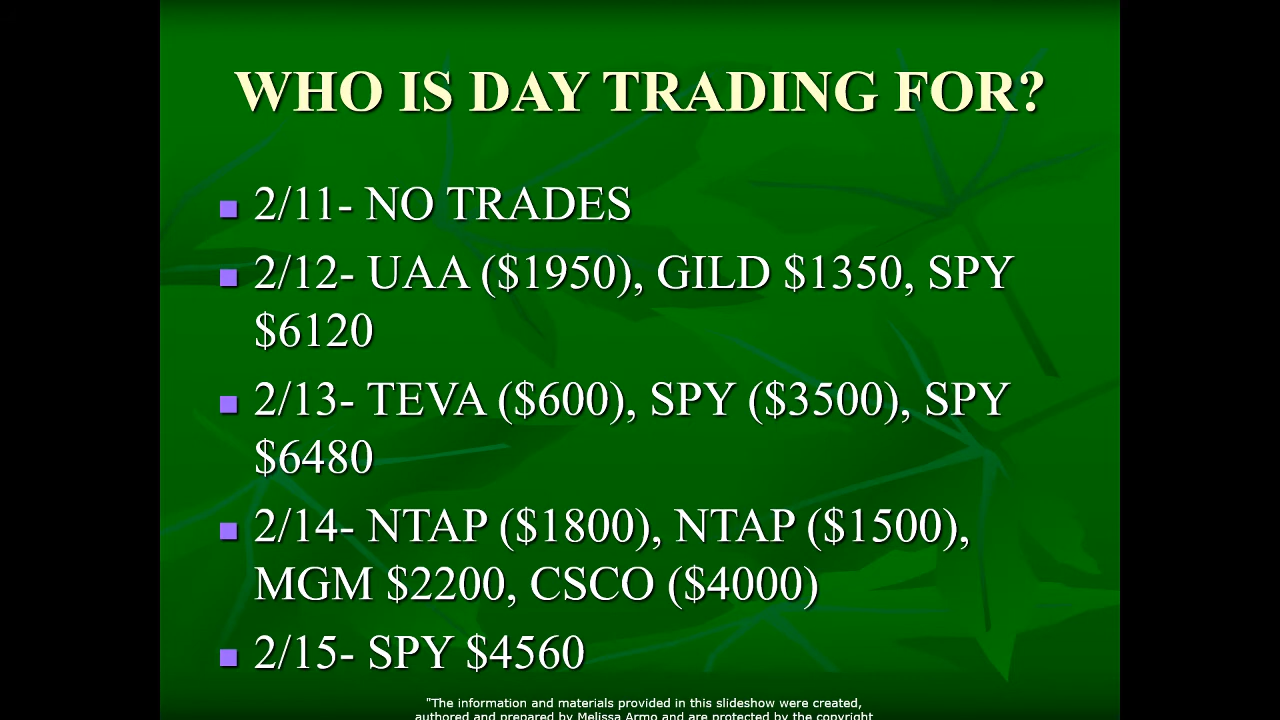 WHO IS DAY TRADING FOR?
2/11- NO TRADES
2/12- UAA ($1950), GILD $1350, SPY
$6120
2/13- TEVA ($600), SPY ($3500), SPY
$6480
2/14- NTAP ($1800), NTAP ($1500),
MGM $2200, CSCO ($4000)
2/15- SPY $4560
"The information and materials provided in this slideshow were created,
authored and prepared by Melissa Armo and are protected by the copyright